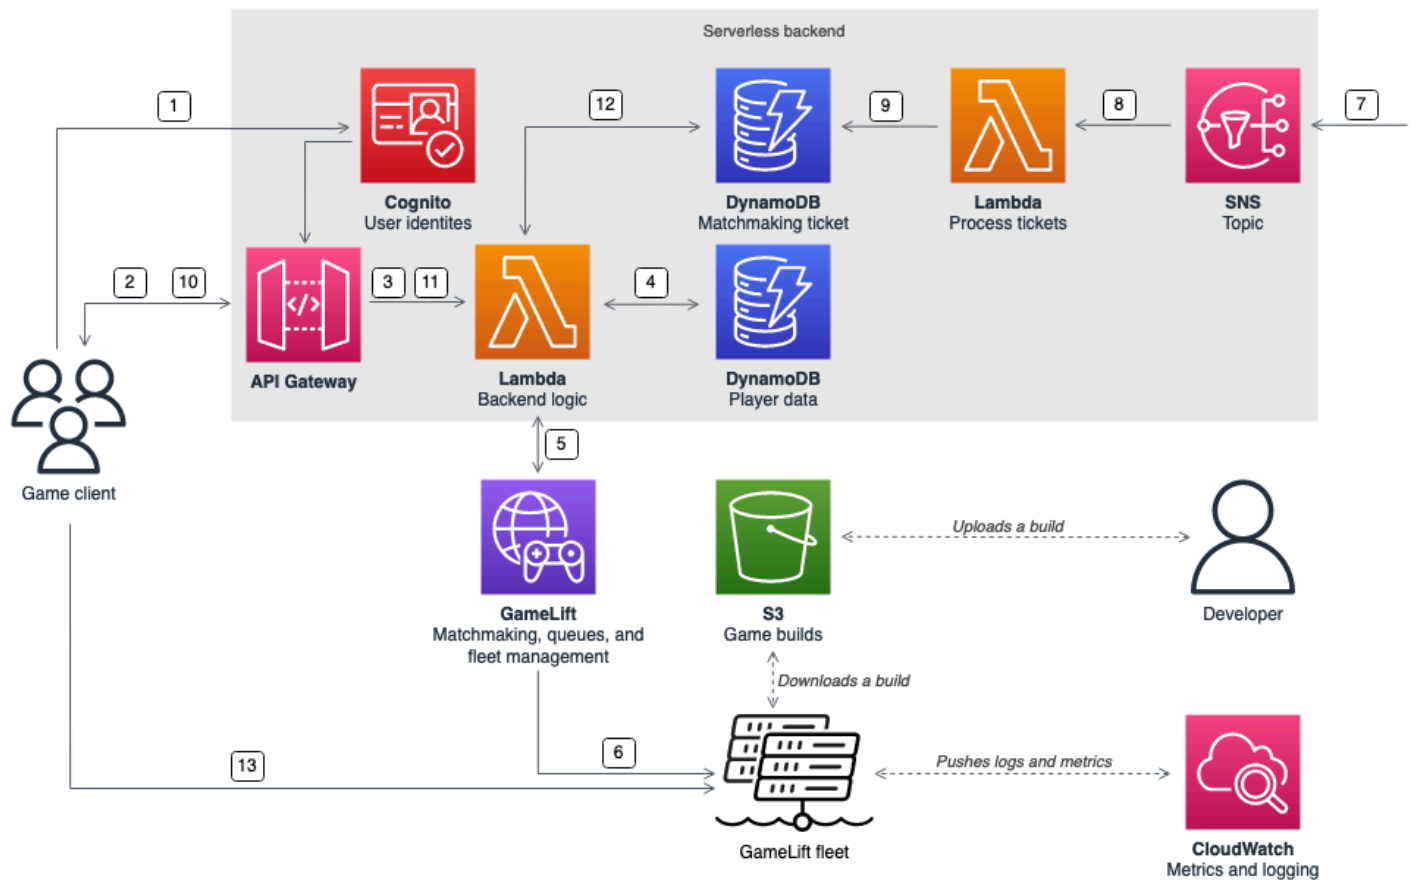 Serverless backend
1
12
9
8
7
Cognito
User identites
DynamoDB
Matchmaking ticket
Lambda
Process tickets
SNS
Topic
2
10
3
11
4
API Gateway
Lambda
Backend logic
DynamoDB
Player data
5
Game client
Uploads a build
GameLift
Matchmaking, queues, and
fleet management
S3
Game builds
Developer
Downloads a build
6
13
Pushes logs and metrics
GameLift fleet
CloudWatch
Metrics and logging